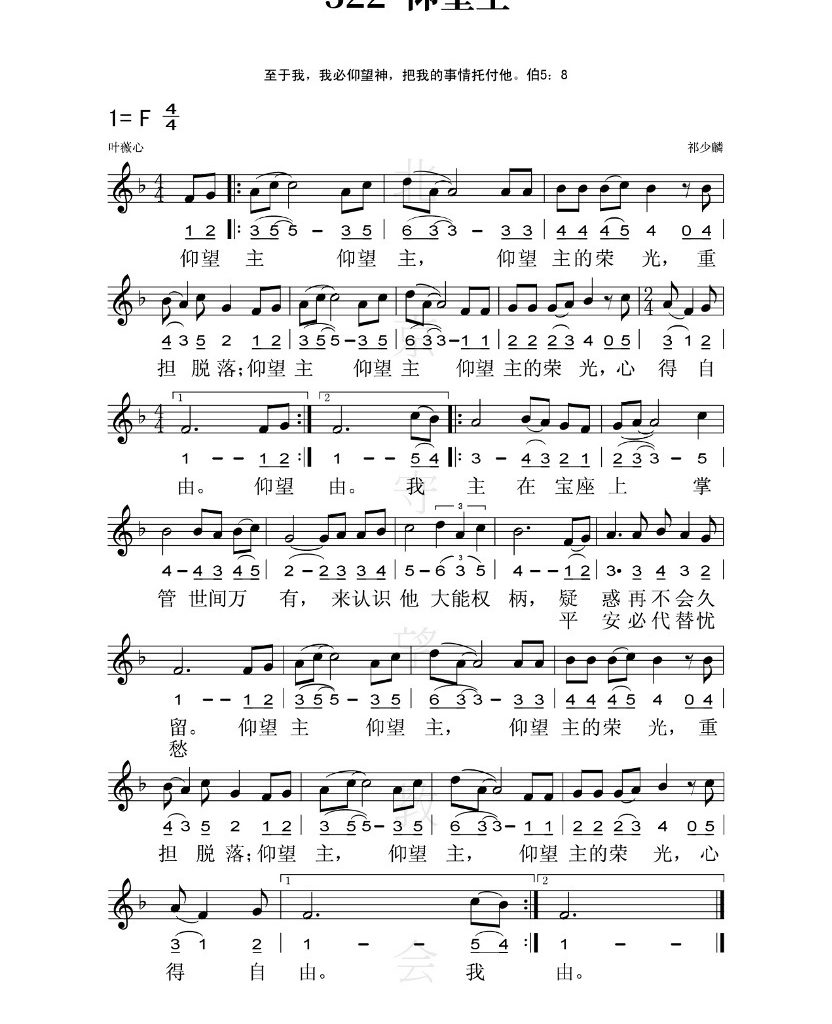 322 仰望主
至于我，我必仰望神，把我的事情托付他。伯5：8
1= F 4/4
叶薇心 祁少麟
1 2 3 5 5 - 3 5 6 3 3 - 3 3 4 4 4 5 4 0 4
仰望 主 仰望 主， 仰望 主的荣 光，重
4 3 5 2 1 2 3 5 5 - 3 5 6 3 3 - 1 1 2 2 2 3 4 0 5 3 1 2
担 脱 落；仰望 主 仰望 主 仰望 主的荣光，心 得 自
1 2
1 - - 1 2 1 - - 5 4 3 - 4 3 2 1 2 3 3 - 5
由。 仰望 由。 我 主 在 宝座 上 掌
3 3
4 - 4 3 4 5 2 - 2 3 3 4 5 - 6 3 5 4 - - 1 2 3· 3 4 3 2
3
管 世间万 有，来认识 他 大能权 柄， 疑 惑再不会久
平 安必代替忧
1 - - 1 2 3 5 5 - 3 5 6 3 3 - 3 3 4 4 4 5 4 0 4
留。 仰望 主 仰望 主， 仰望 主的荣 光，重
愁
4 3 5 2 1 2 3 5 5 - 3 5 6 3 3 - 1 1 2 2 2 3 4 0 5
担 脱 落；仰望 主， 仰望 主， 仰望 主的荣 光，心
1 2
3 1 2 1 - - 5 4 1 - -
得 自 由。 我 由。
北京守望教会